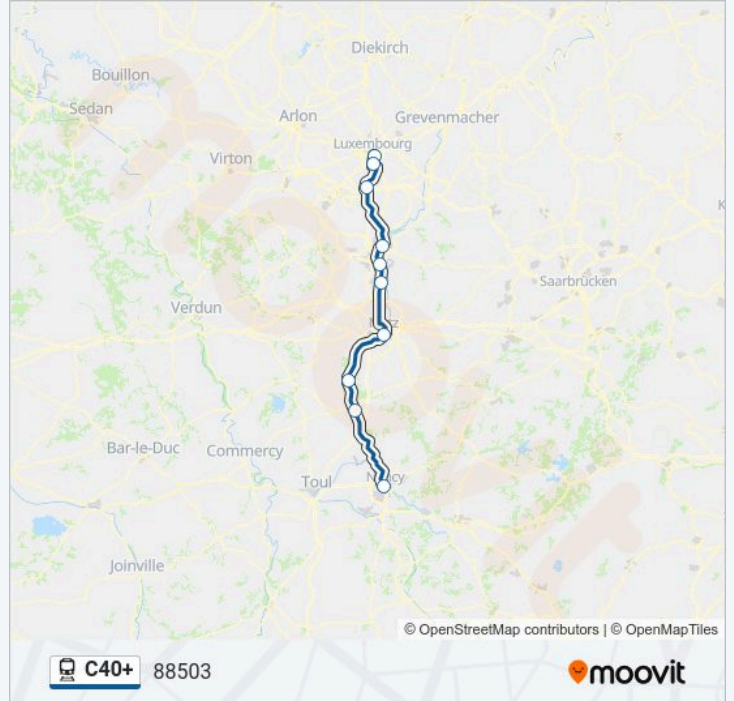 Diekirch
Bouillon
Sedan
Arlon
Grevenmacher
Luxembourg
Virton
K
Saarbrücken
Verdun
Bar-le-Duc
Commercy
Toul
Joinville
© OpenStreetMap contributors | © OpenMapTiles
C40+ 88503
moovit